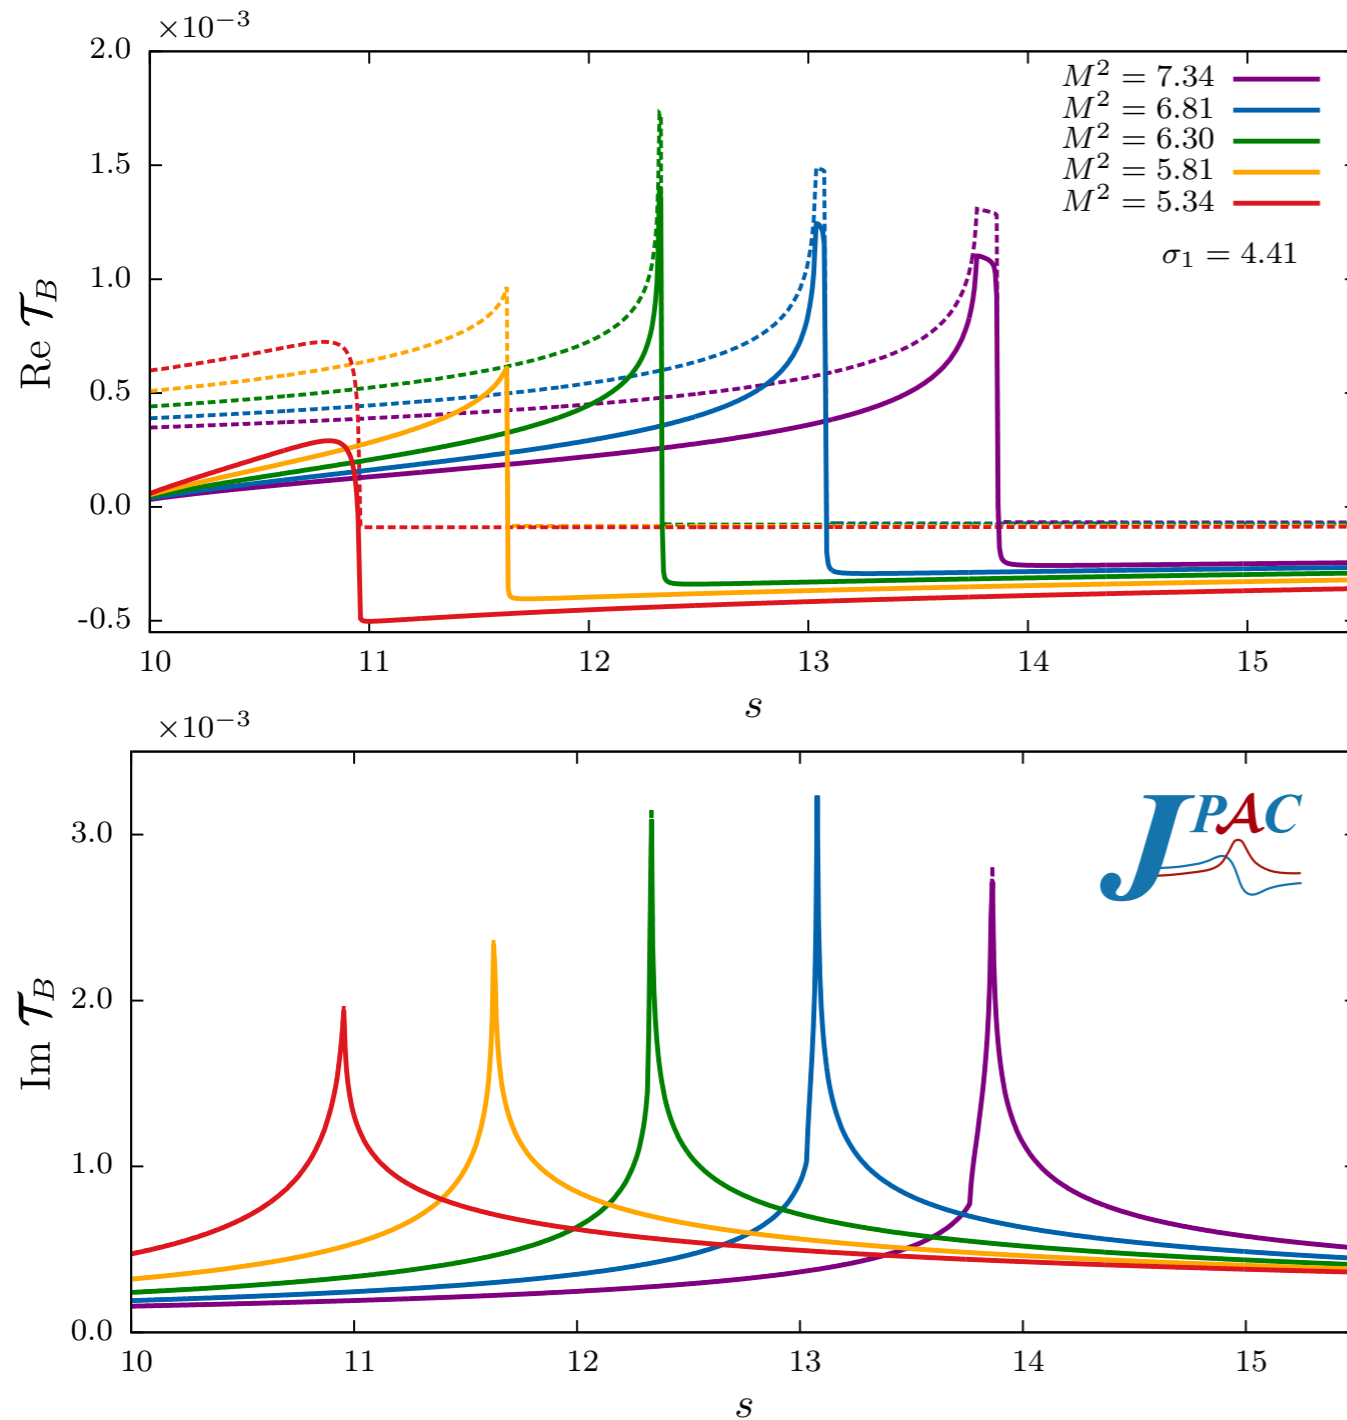 ×10⁻³
2.0
1.5
1.0
0.5
0.0
-0.5
Re 𝒯_B
M² = 7.34
M² = 6.81
M² = 6.30
M² = 5.81
M² = 5.34
σ₁ = 4.41
10 11 12 13 14 15
s
×10⁻³
3.0
2.0
1.0
0.0
Im 𝒯_B
JPAC
10 11 12 13 14 15
s